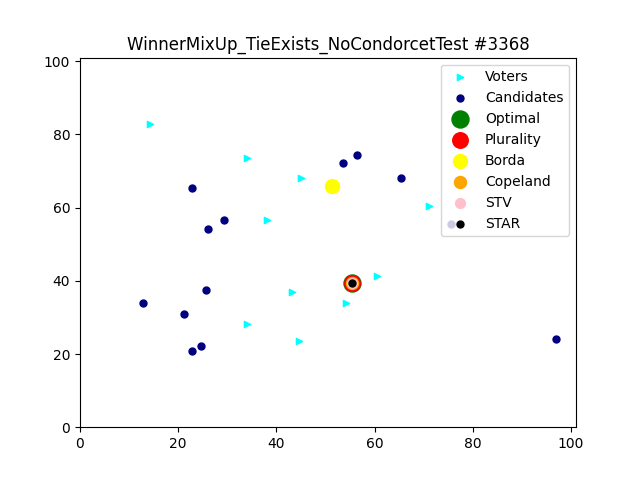 WinnerMixUp_TieExists_NoCondorcetTest #3368
100
80
60
40
20
0
0 20 40 60 80 100
Voters
Candidates
Optimal
Plurality
Borda
Copeland
STV
STAR